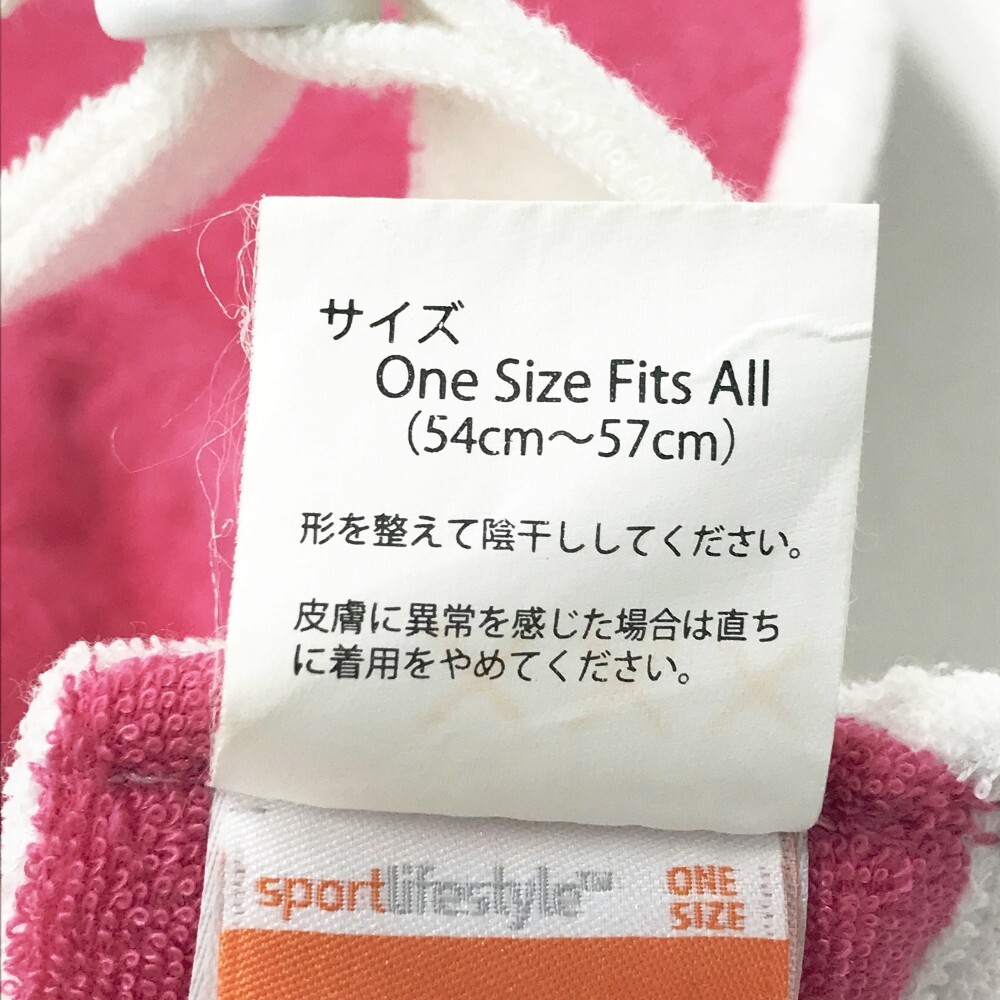 サイズ
One Size Fits All
（54cm～57cm）
形を整えて陰干ししてください。
皮膚に異常を感じた場合は直ち
に着用をやめてください。
sportlifestyle™
ONE
SIZE